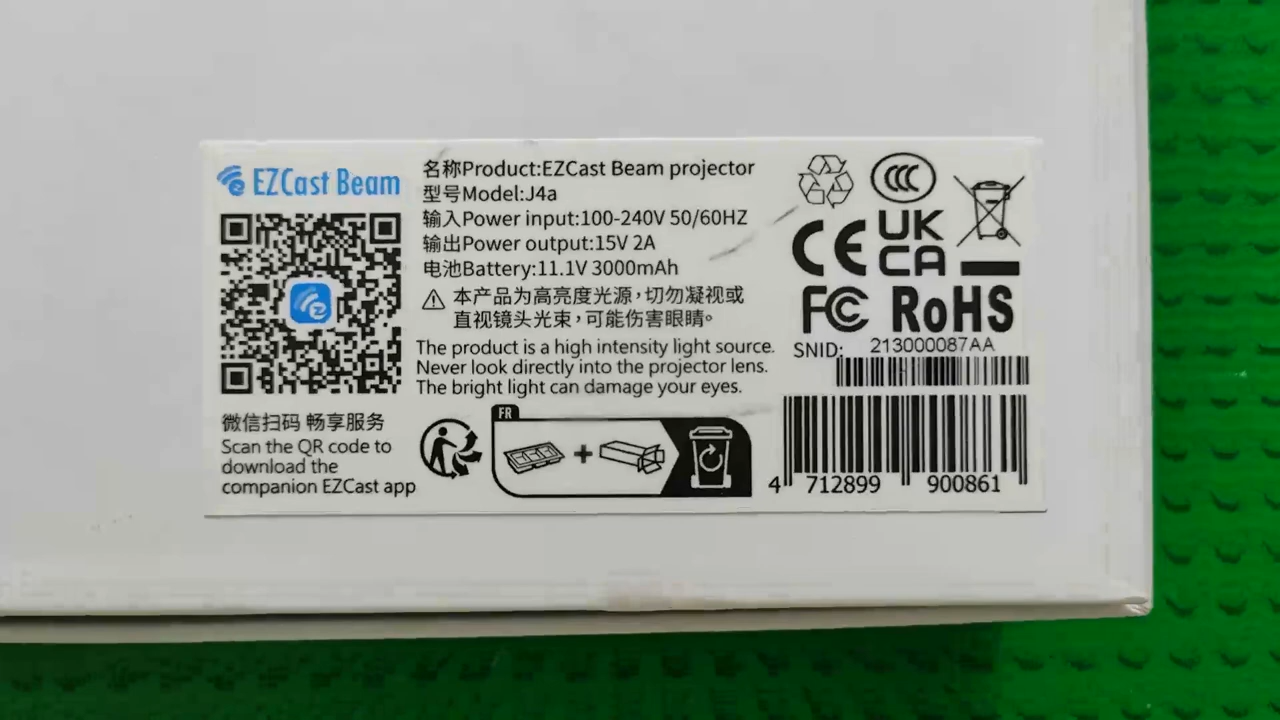 EZCast Beam
名称Product:EZCast Beam projector
型号Model:J4a
输入Power input:100-240V 50/60HZ
输出Power output:15V 2A
电池Battery:11.1V 3000mAh
本产品为高亮度光源，切勿凝视或
直视镜头光束，可能伤害眼睛。
The product is a high intensity light source.
Never look directly into the projector lens.
The bright light can damage your eyes.
微信扫码 畅享服务
Scan the QR code to
download the
companion EZCast app
FR
CCC
CE
UK
CA
FC RoHS
SNID: 213000087AA
4 712899 900861